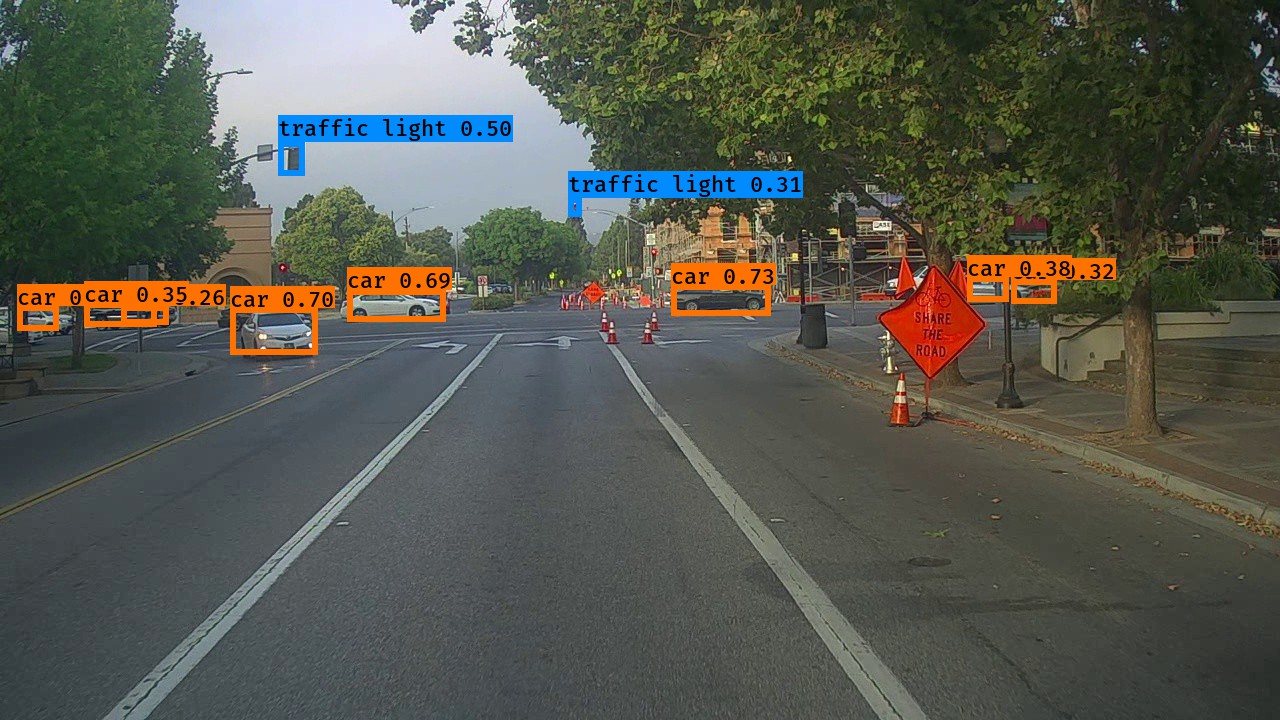 traffic light 0.50
traffic light 0.31
car 0.69
car 0.73
car 0.38
0.32
car 0
car 0.35
.26
car 0.70
SHARE
THE
ROAD